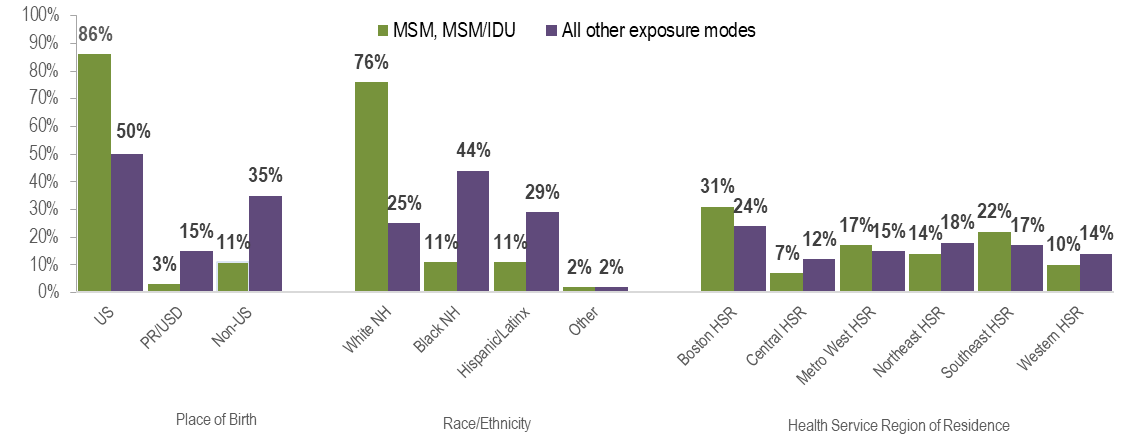 100%
90%
80%
70%
60%
50%
40%
30%
20%
10%
0%
MSM, MSM/IDU All other exposure modes
86% 50% 3% 15% 11% 35%
76% 25% 11% 44% 11% 29% 2% 2%
31% 24% 7% 12% 17% 15% 14% 18% 22% 17% 10% 14%
US
PR/USD
Non-US
White NH
Black NH
Hispanic/Latinx
Other
Boston HSR
Central HSR
Metro West HSR
Northeast HSR
Southeast HSR
Western HSR
Place of Birth
Race/Ethnicity
Health Service Region of Residence